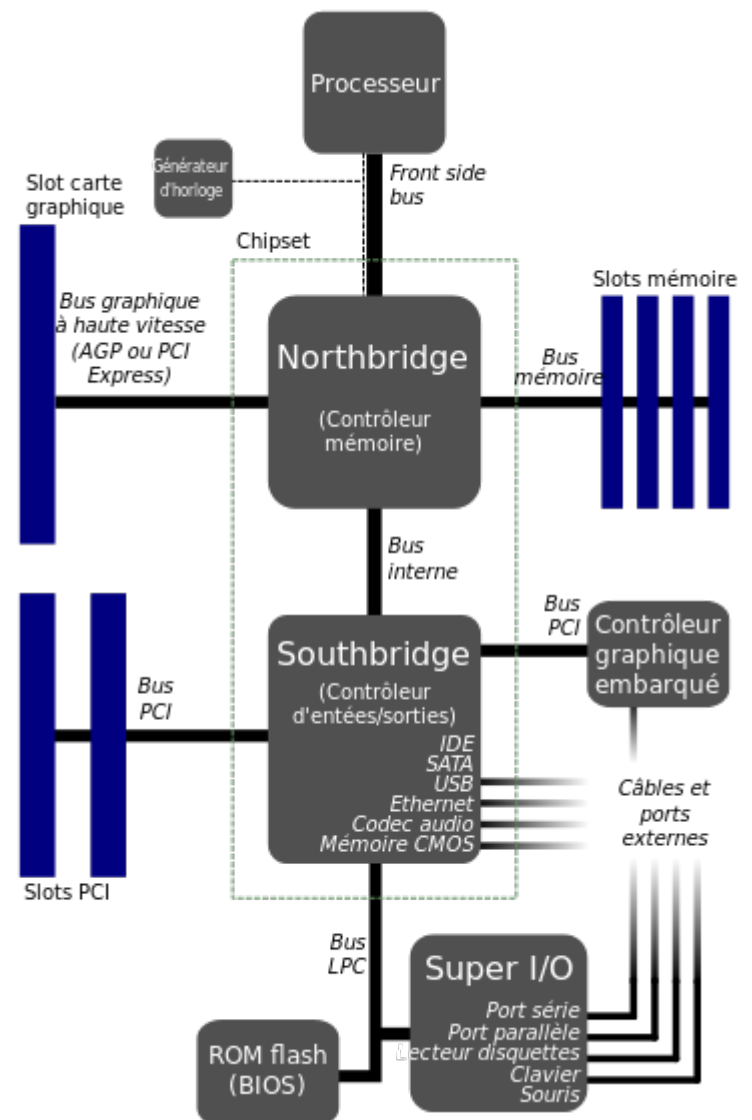 Processeur
Générateur
d'horloge
Front side
bus
Slot carte
graphique
Chipset
Slots mémoire
Bus graphique
à haute vitesse
(AGP ou PCI
Express)
Northbridge
(Contrôleur
mémoire)
Bus
mémoire
Bus
interne
Bus
PCI
Contrôleur
graphique
embarqué
Southbridge
(Contrôleur
d'entées/sorties)
Bus
PCI
IDE
SATA
USB
Ethernet
Codec audio
Mémoire CMOS
Câbles et
ports
externes
Slots PCI
Bus
LPC
Super I/O
Port série
Port parallèle
Lecteur disquettes
Clavier
Souris
ROM flash
(BIOS)